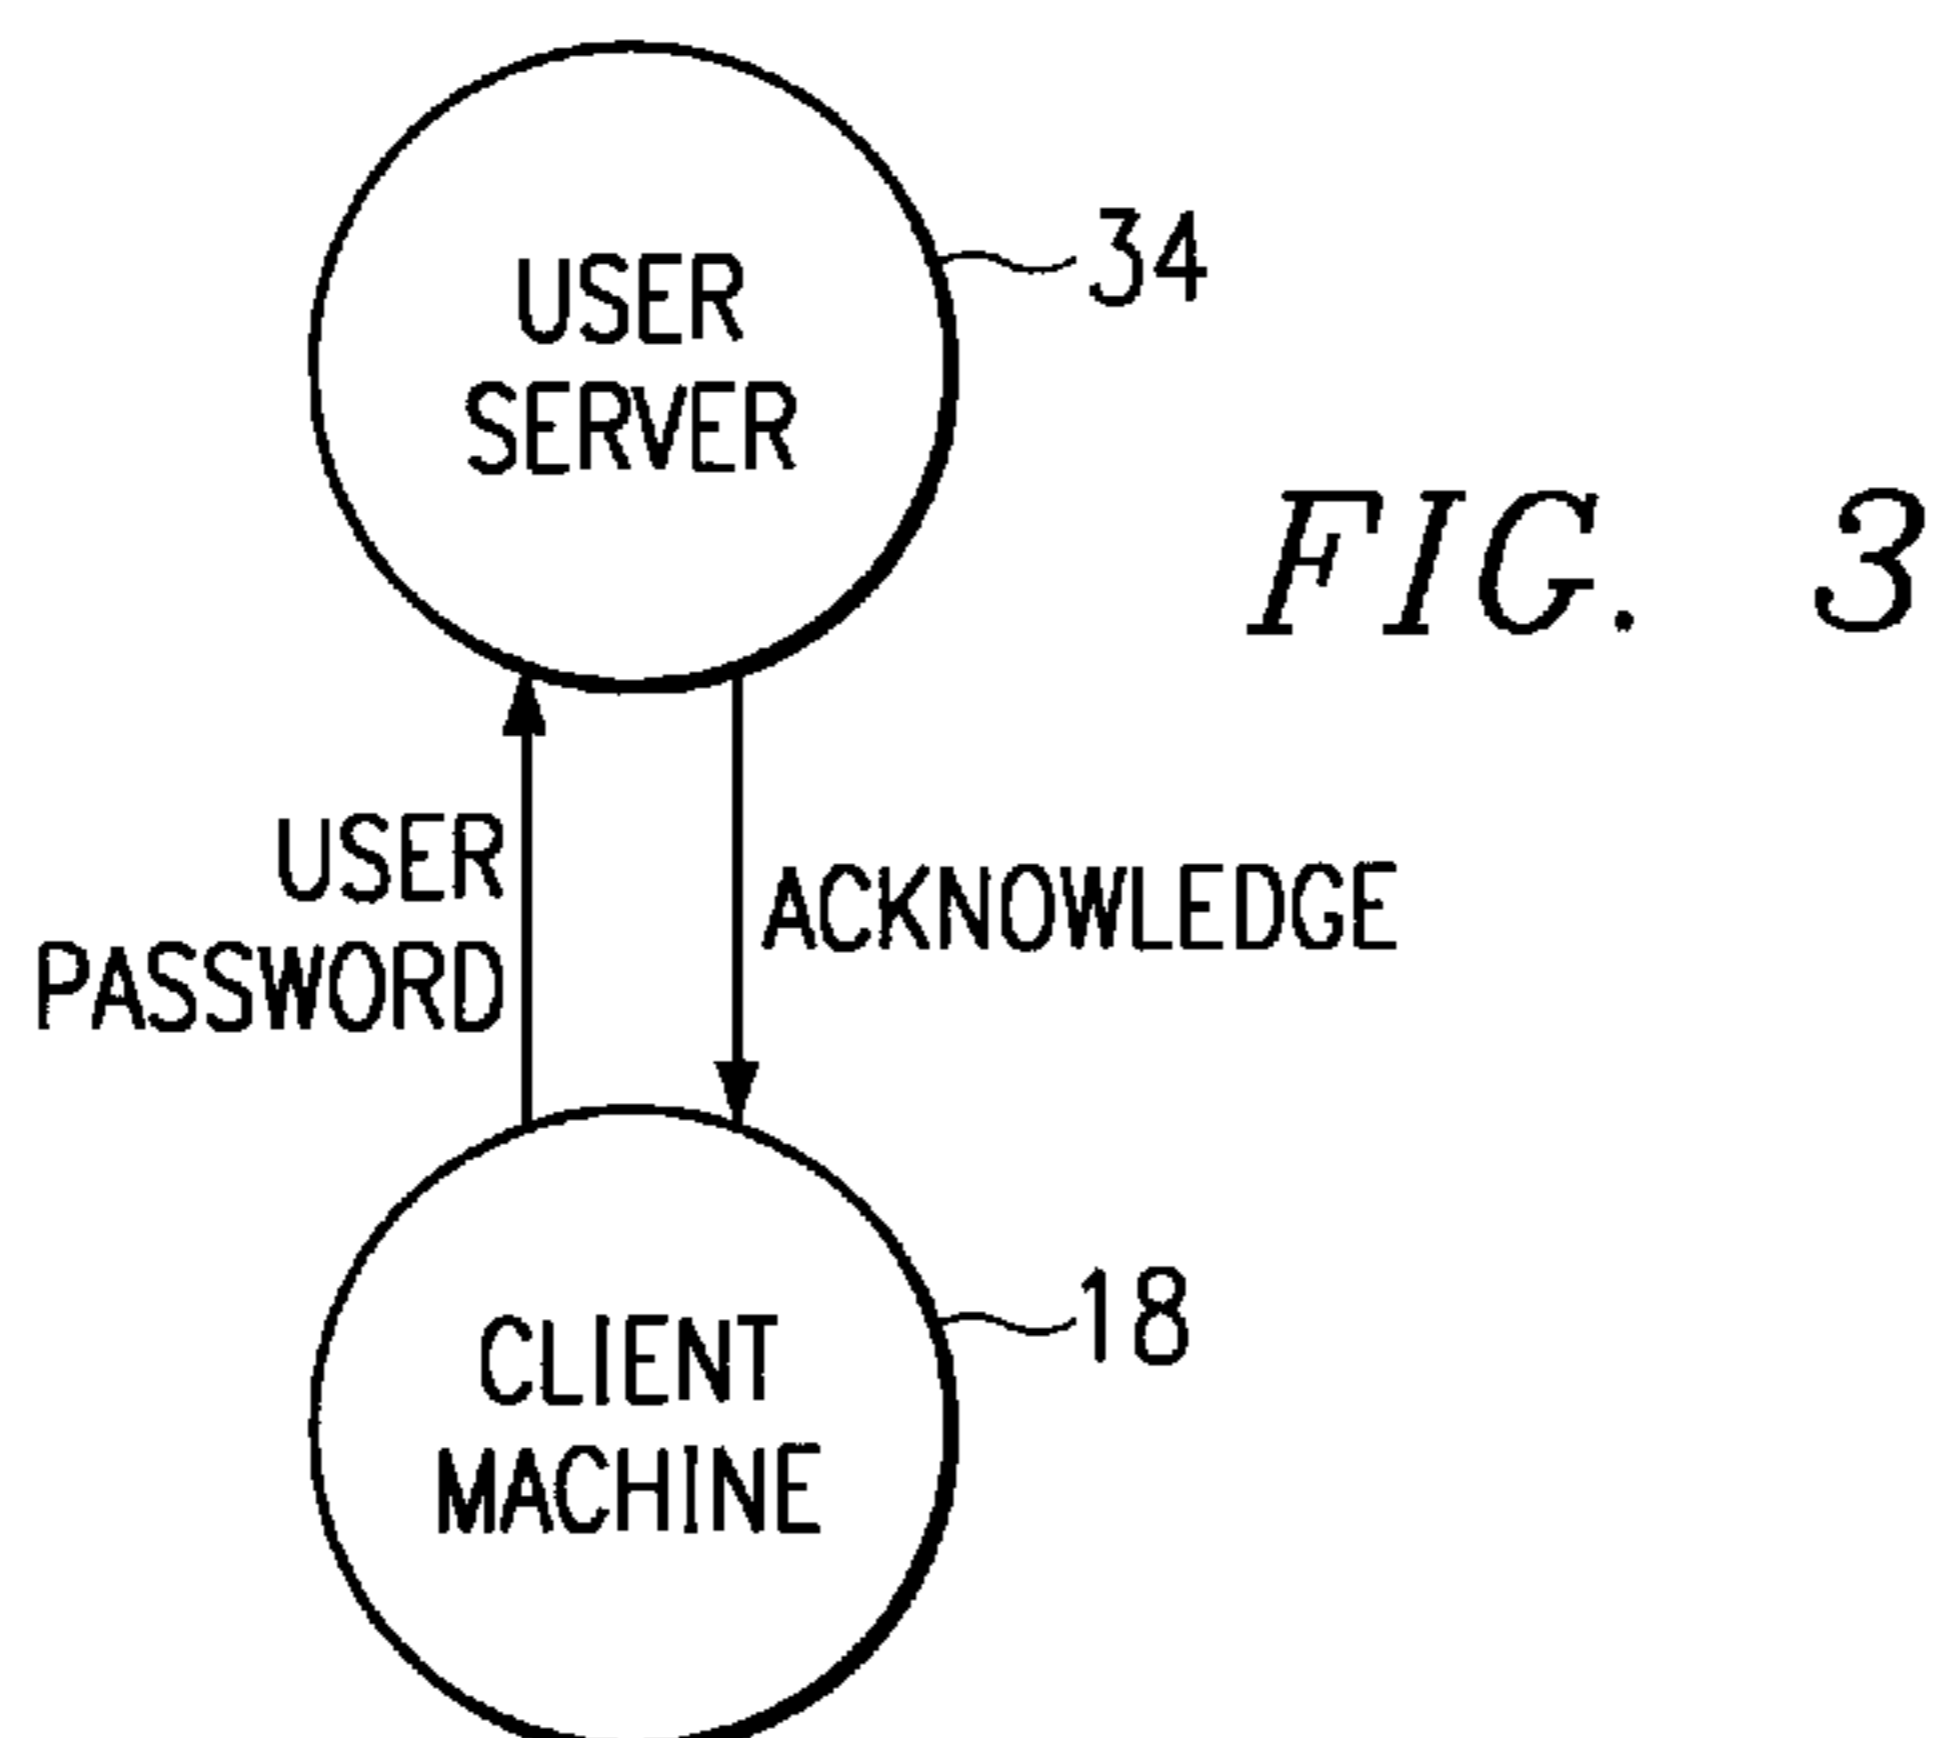 USER
SERVER
34
FIG. 3
USER
PASSWORD
ACKNOWLEDGE
CLIENT
MACHINE
18